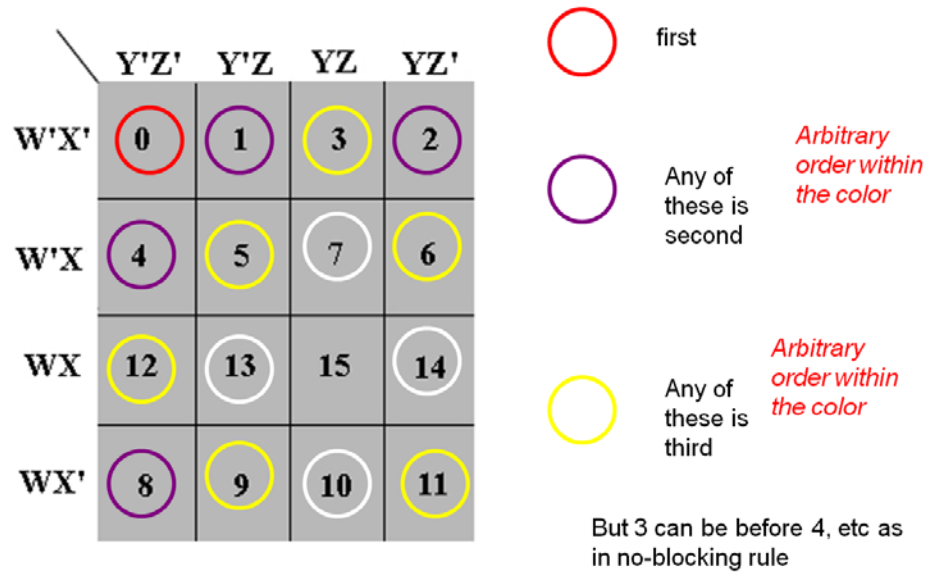 Y'Z' Y'Z YZ YZ'
W'X' 0 1 3 2
W'X 4 5 7 6
WX 12 13 15 14
WX' 8 9 10 11
first
Any of
these is
second
Arbitrary
order within
the color
Any of
these is
third
Arbitrary
order within
the color
But 3 can be before 4, etc as
in no-blocking rule